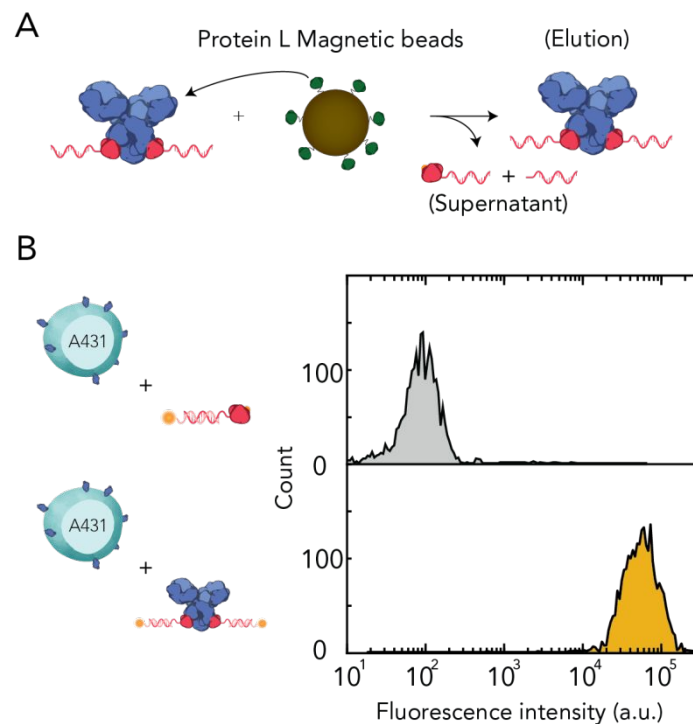 A
Protein L Magnetic beads
(Elution)
+
+
(Supernatant)
B
A431
+
A431
+
Count
100
0
100
0
10¹ 10² 10³ 10⁴ 10⁵
Fluorescence intensity (a.u.)